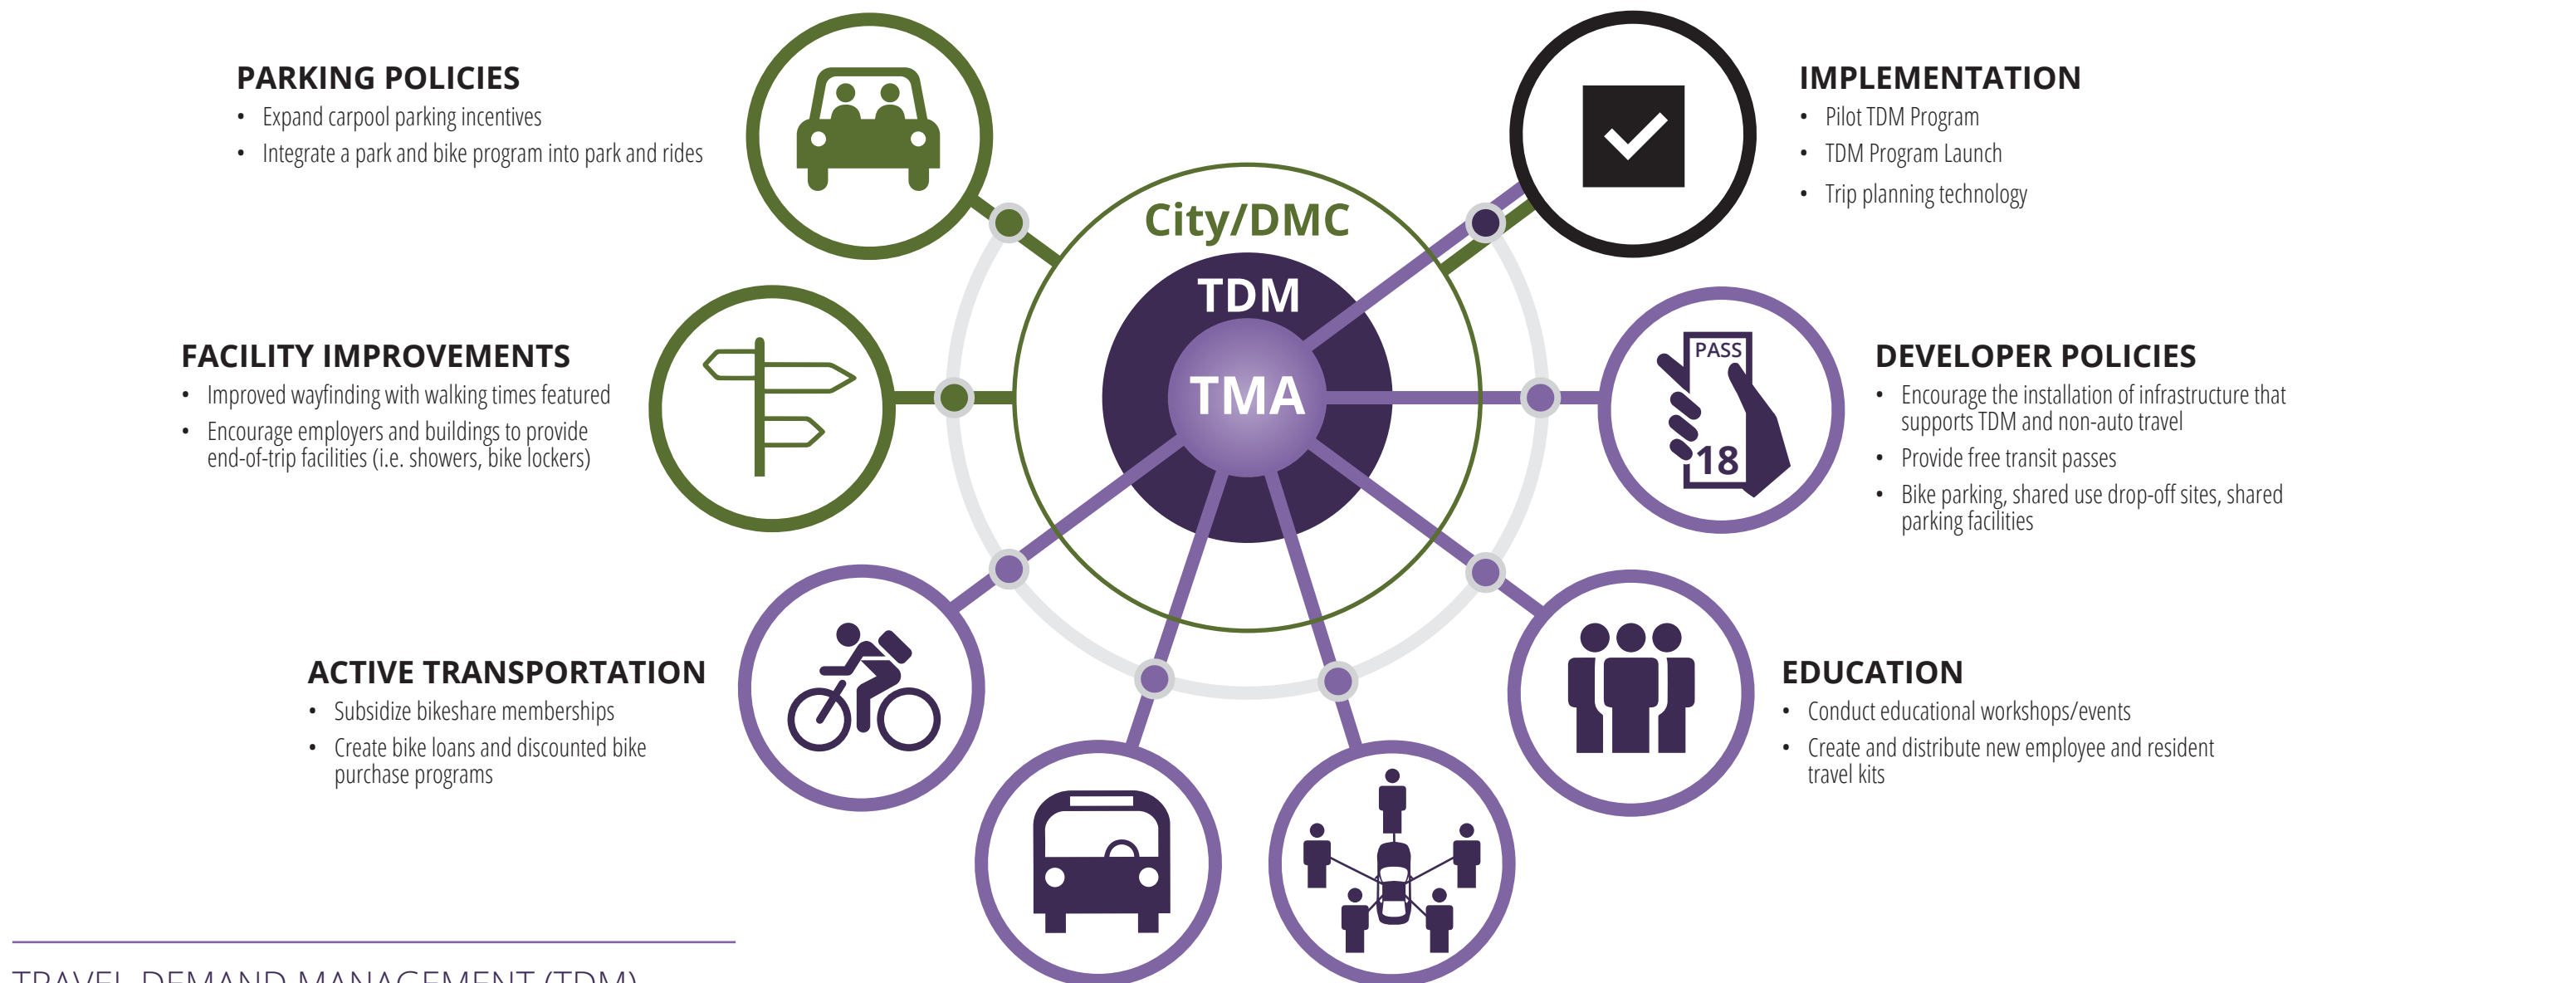 PARKING POLICIES
• Expand carpool parking incentives
• Integrate a park and bike program into park and rides
FACILITY IMPROVEMENTS
• Improved wayfinding with walking times featured
• Encourage employers and buildings to provide
end-of-trip facilities (i.e. showers, bike lockers)
ACTIVE TRANSPORTATION
• Subsidize bikeshare memberships
• Create bike loans and discounted bike
purchase programs
City/DMC
TDM
TMA
IMPLEMENTATION
• Pilot TDM Program
• TDM Program Launch
• Trip planning technology
PASS
18
DEVELOPER POLICIES
• Encourage the installation of infrastructure that
supports TDM and non-auto travel
• Provide free transit passes
• Bike parking, shared use drop-off sites, shared
parking facilities
EDUCATION
• Conduct educational workshops/events
• Create and distribute new employee and resident
travel kits
TRAVEL DEMAND MANAGEMENT (TDM)